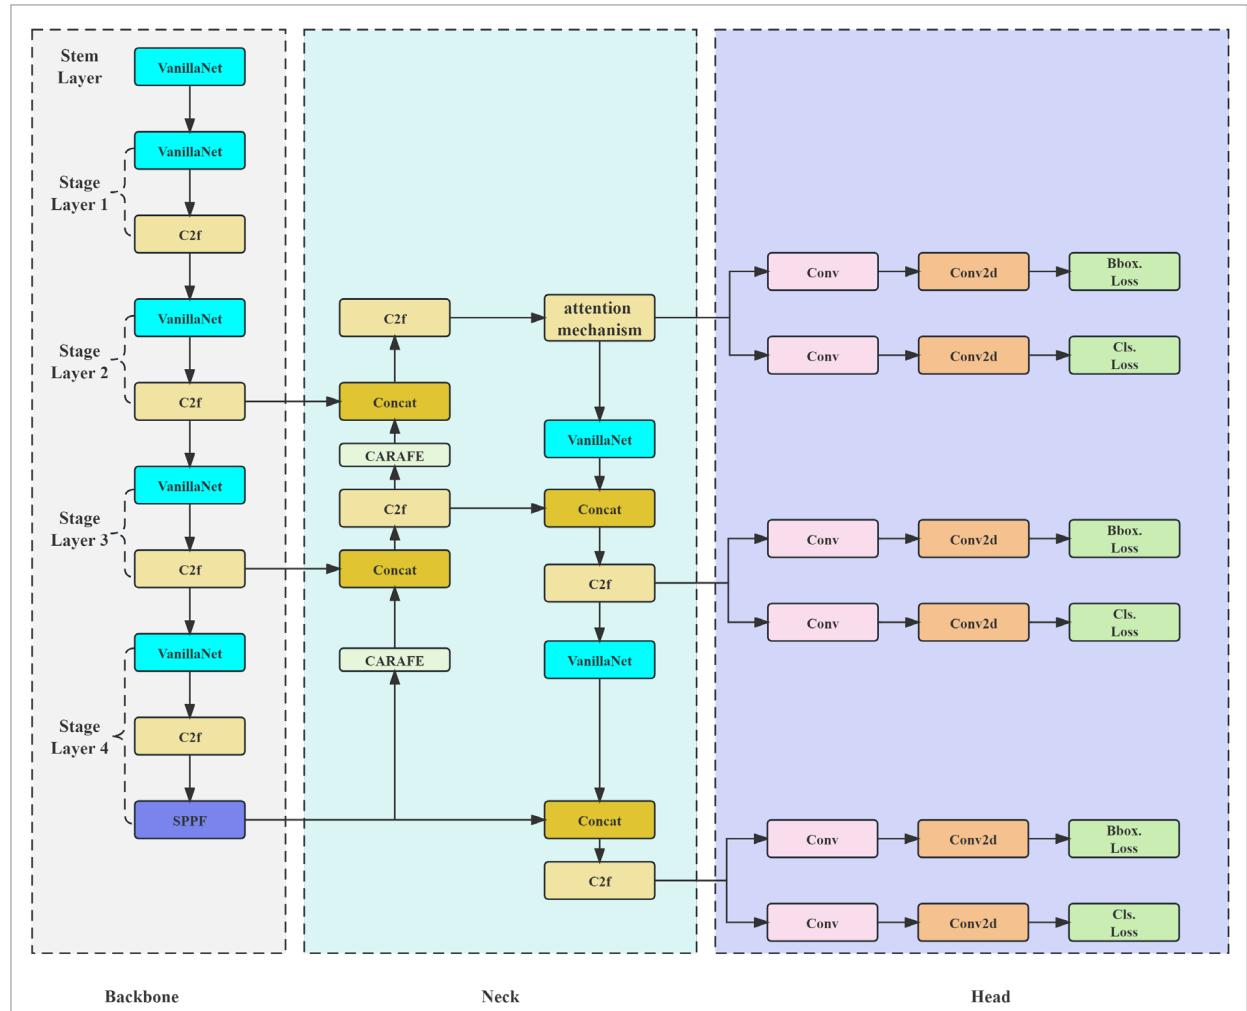 Stem
Layer
VanillaNet
VanillaNet
Stage
Layer 1
C2f
VanillaNet
Stage
Layer 2
C2f
VanillaNet
Stage
Layer 3
C2f
VanillaNet
Stage
Layer 4
C2f
SPPF
Backbone
C2f
Concat
CARAFE
C2f
Concat
CARAFE
attention
mechanism
VanillaNet
Concat
C2f
VanillaNet
Concat
C2f
Neck
Conv
Conv2d
Bbox.
Loss
Conv
Conv2d
Cls.
Loss
Conv
Conv2d
Bbox.
Loss
Conv
Conv2d
Cls.
Loss
Conv
Conv2d
Bbox.
Loss
Conv
Conv2d
Cls.
Loss
Head